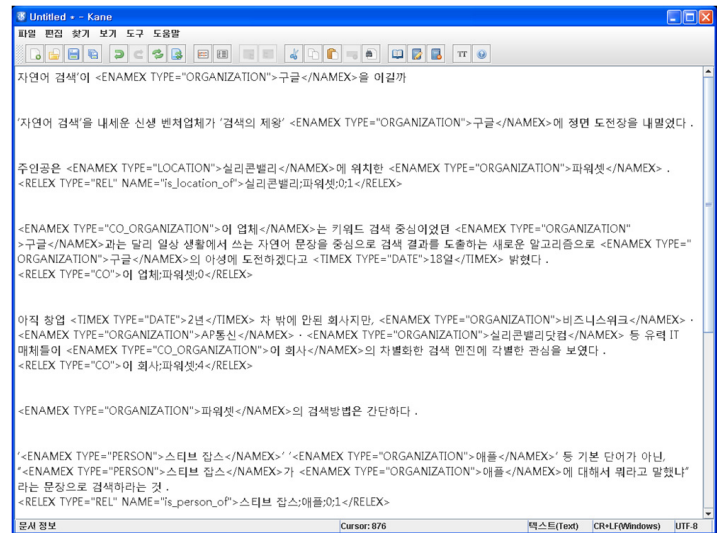 Untitled * - Kane
파일 편집 찾기 보기 도구 도움말
TT
자연어 검색'이 <ENAMEX TYPE="ORGANIZATION">구글</NAMEX>을 이길까
'자연어 검색'을 내세운 신생 벤처업체가 '검색의 제왕' <ENAMEX TYPE="ORGANIZATION">구글</NAMEX>에 정면 도전장을 내밀었다 .
주인공은 <ENAMEX TYPE="LOCATION">실리콘밸리</NAMEX>에 위치한 <ENAMEX TYPE="ORGANIZATION">파워셋</NAMEX> .
<RELEX TYPE="REL" NAME="is_location_of">실리콘밸리;파워셋;0;1</RELEX>
<ENAMEX TYPE="CO_ORGANIZATION">이 업체</NAMEX>는 키워드 검색 중심이었던 <ENAMEX TYPE="ORGANIZATION"
>구글</NAMEX>과는 달리 일상 생활에서 쓰는 자연어 문장을 중심으로 검색 결과를 도출하는 새로운 알고리즘으로 <ENAMEX TYPE="
ORGANIZATION">구글</NAMEX>의 아성에 도전하겠다고 <TIMEX TYPE="DATE">18일</TIMEX> 밝혔다 .
<RELEX TYPE="CO">이 업체;파워셋;0</RELEX>
아직 창업 <TIMEX TYPE="DATE">2년</TIMEX> 차 밖에 안된 회사지만, <ENAMEX TYPE="ORGANIZATION">비즈니스위크</NAMEX> ·
<ENAMEX TYPE="ORGANIZATION">AP통신</NAMEX> · <ENAMEX TYPE="ORGANIZATION">실리콘밸리닷컴</NAMEX> 등 유력 IT
매체들이 <ENAMEX TYPE="CO_ORGANIZATION">이 회사</NAMEX>의 차별화한 검색 엔진에 각별한 관심을 보였다 .
<RELEX TYPE="CO">이 회사;파워셋;4</RELEX>
<ENAMEX TYPE="ORGANIZATION">파워셋</NAMEX>의 검색방법은 간단하다 .
'<ENAMEX TYPE="PERSON">스티브 잡스</NAMEX>' '<ENAMEX TYPE="ORGANIZATION">애플</NAMEX>' 등 기본 단어가 아닌,
"<ENAMEX TYPE="PERSON">스티브 잡스</NAMEX>가 <ENAMEX TYPE="ORGANIZATION">애플</NAMEX>에 대해서 뭐라고 말했냐"
라는 문장으로 검색하라는 것 .
<RELEX TYPE="REL" NAME="is_person_of">스티브 잡스;애플;0;1</RELEX>
문서 정보 Cursor: 876 텍스트(Text) CR+LF(Windows) UTF-8